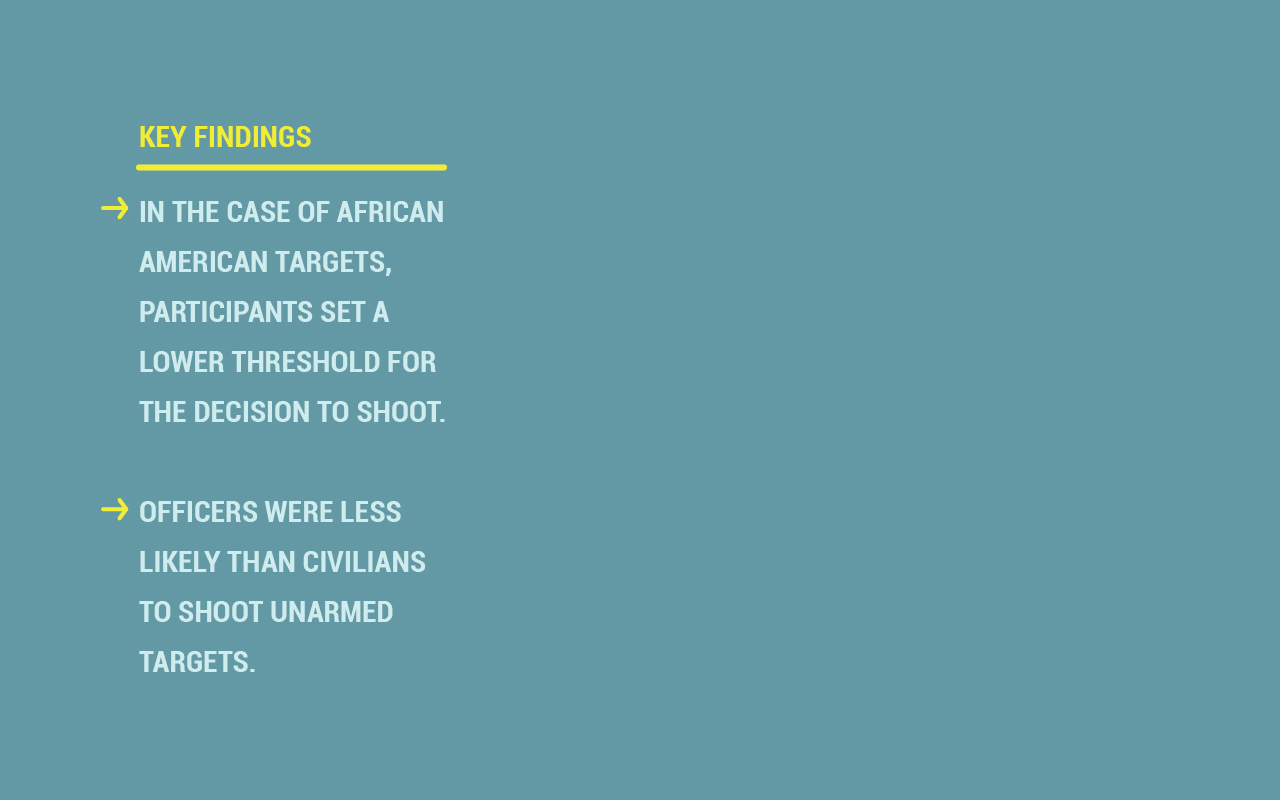 KEY FINDINGS
IN THE CASE OF AFRICAN
AMERICAN TARGETS,
PARTICIPANTS SET A
LOWER THRESHOLD FOR
THE DECISION TO SHOOT.
OFFICERS WERE LESS
LIKELY THAN CIVILIANS
TO SHOOT UNARMED
TARGETS.